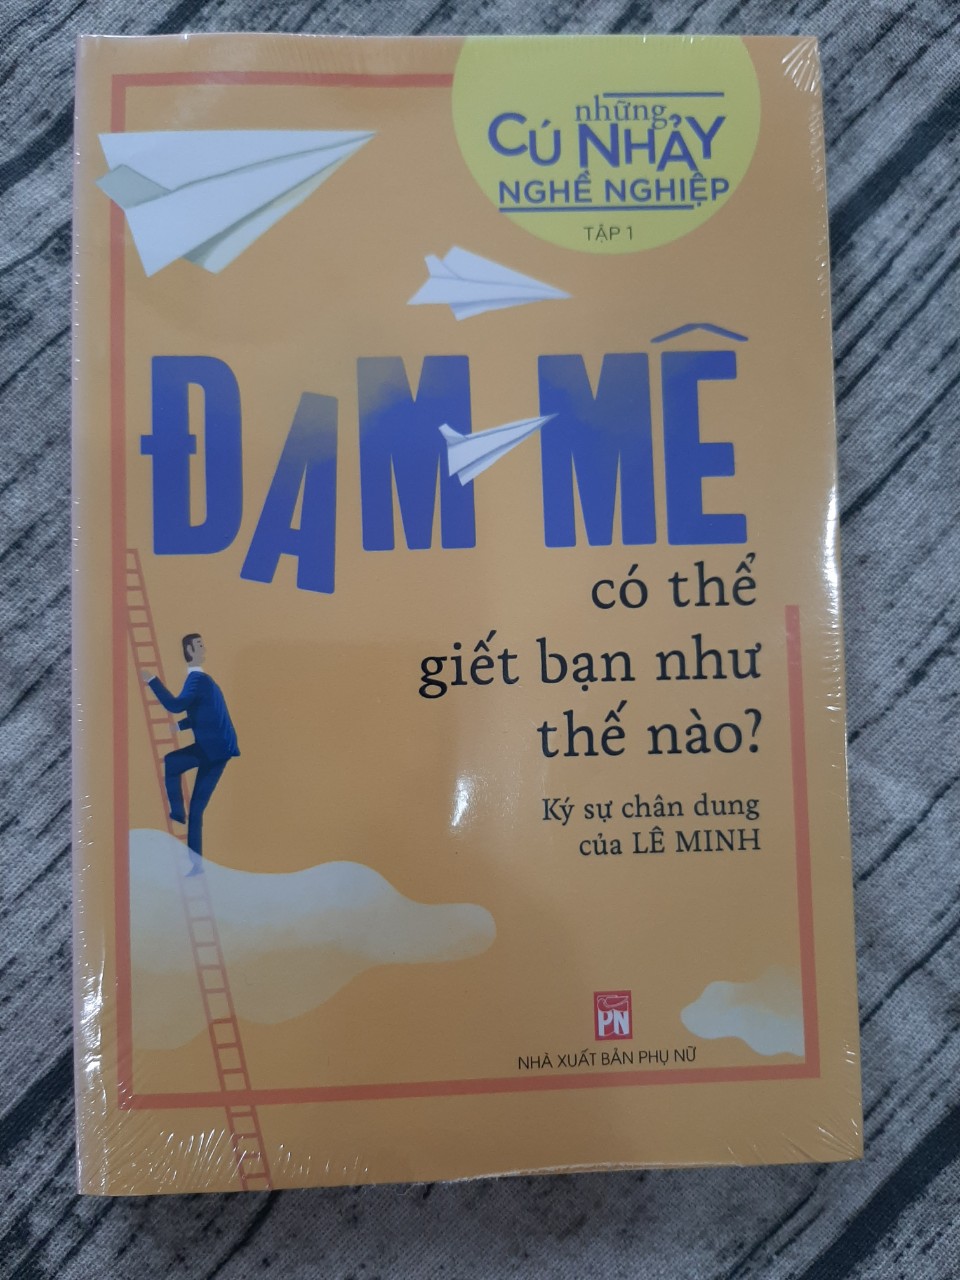 những
CÚ NHẢY
NGHỀ NGHIỆP
TẬP 1
ĐAM MÊ
có thể
giết bạn như
thế nào?
Ký sự chân dung
của LÊ MINH
PN
NHÀ XUẤT BẢN PHỤ NỮ